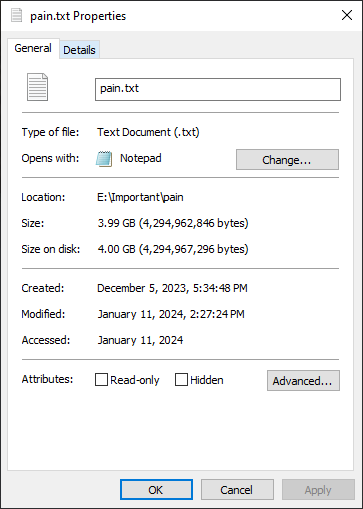 pain.txt Properties
General
Details
pain.txt
Type of file: Text Document (.txt)
Opens with: Notepad Change...
Location: E:\Important\pain
Size: 3.99 GB (4,294,962,846 bytes)
Size on disk: 4.00 GB (4,294,967,296 bytes)
Created: December 5, 2023, 5:34:48 PM
Modified: January 11, 2024, 2:27:24 PM
Accessed: January 11, 2024
Attributes: Read-only Hidden Advanced...
OK Cancel Apply